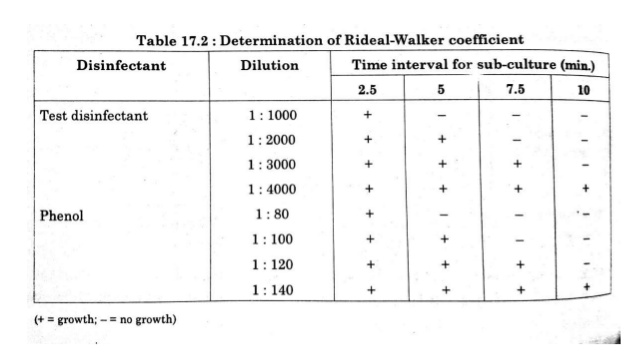 Table 17.2 : Determination of Rideal-Walker coefficient
Disinfectant Dilution Time interval for sub-culture (min.)
2.5 5 7.5 10
Test disinfectant 1 : 1000 + – – –
1 : 2000 + + – –
1 : 3000 + + + –
1 : 4000 + + + +
Phenol 1 : 80 + – – –
1 : 100 + + – –
1 : 120 + + + –
1 : 140 + + + +
(+ = growth; – = no growth)